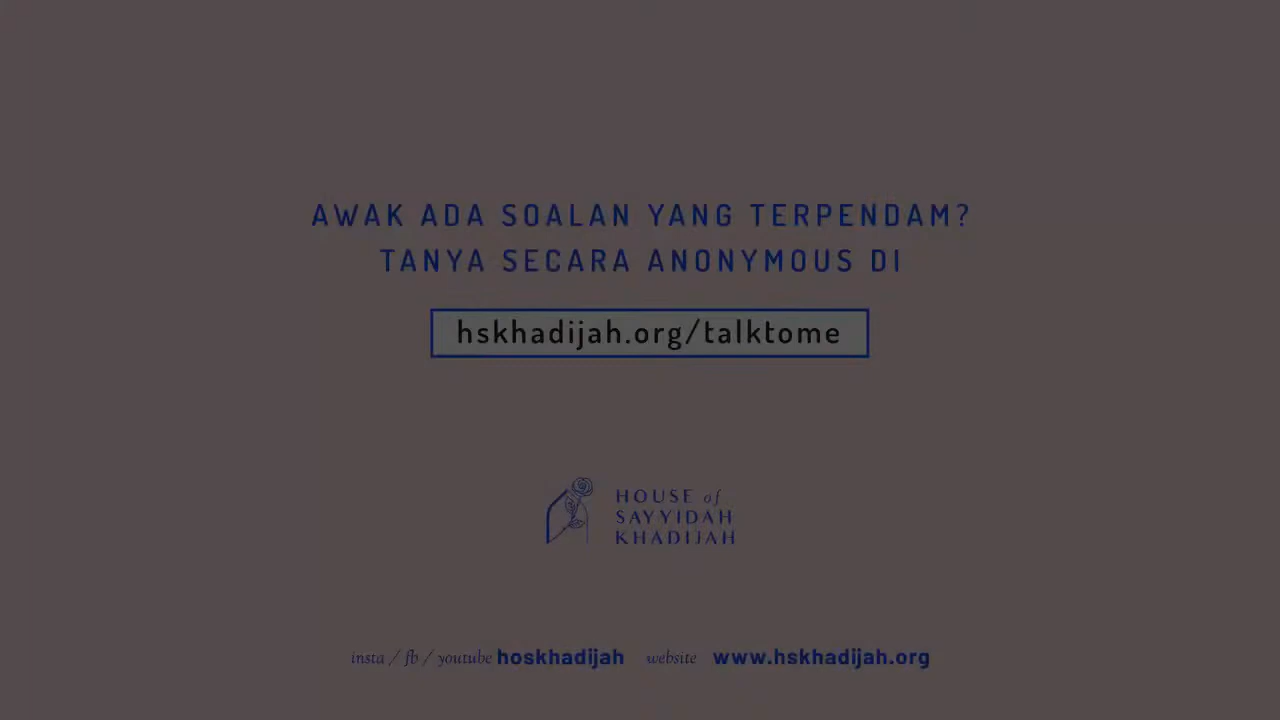 AWAK ADA SOALAN YANG TERPENDAM?
TANYA SECARA ANONYMOUS DI
hskhadijah.org/talktome
HOUSE of
SAYYIDAH
KHADIJAH
insta / fb / youtube hoskhadijah website www.hskhadijah.org